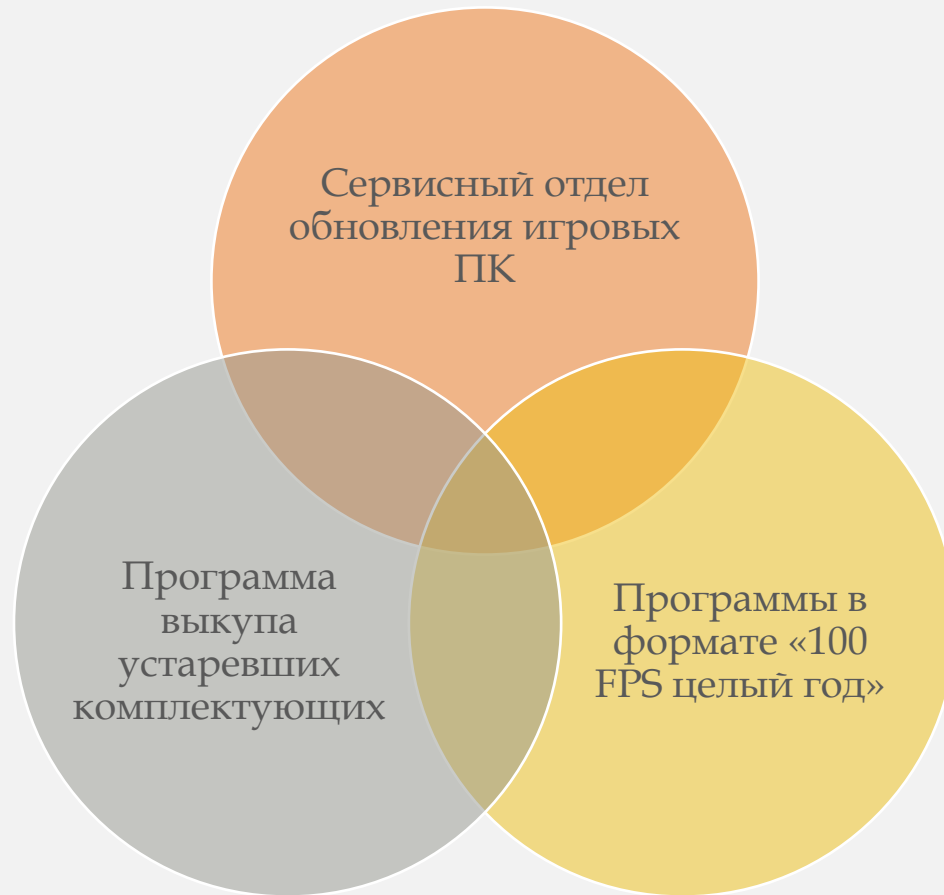 Сервисный отдел
обновления игровых
ПК
Программа
выкупа
устаревших
комплектующих
Программы в
формате «100
FPS целый год»